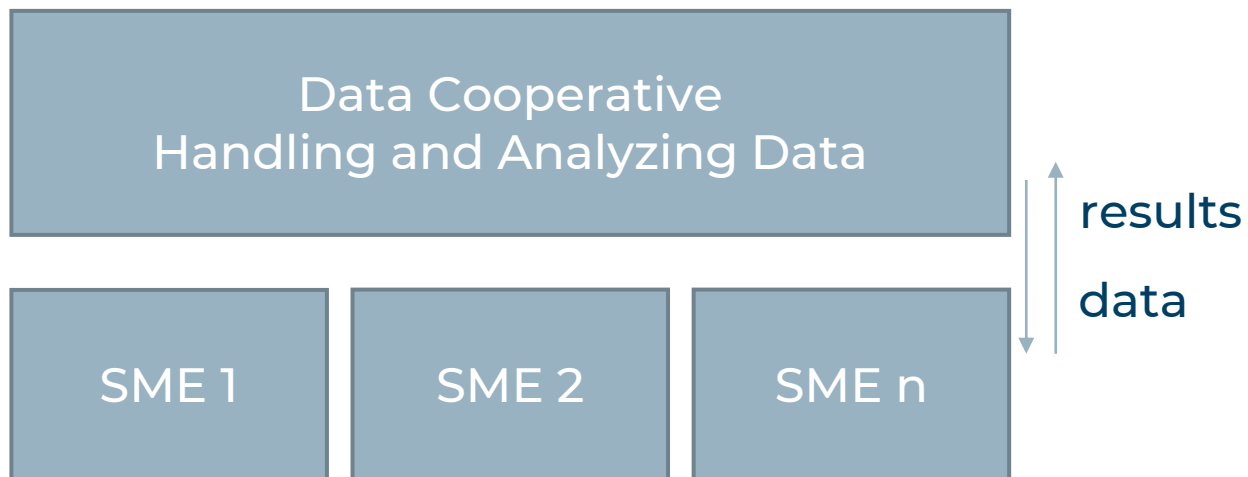 Data Cooperative
Handling and Analyzing Data
results
data
SME 1
SME 2
SME n